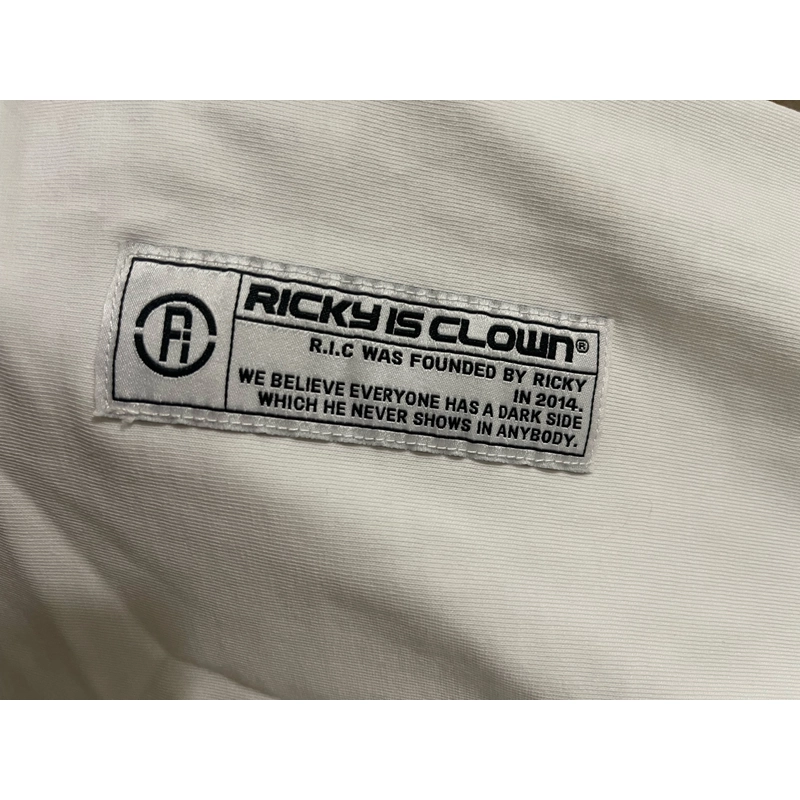 RICKY IS CLOWN®
R.I.C WAS FOUNDED BY RICKY
IN 2014.
WE BELIEVE EVERYONE HAS A DARK SIDE
WHICH HE NEVER SHOWS IN ANYBODY.